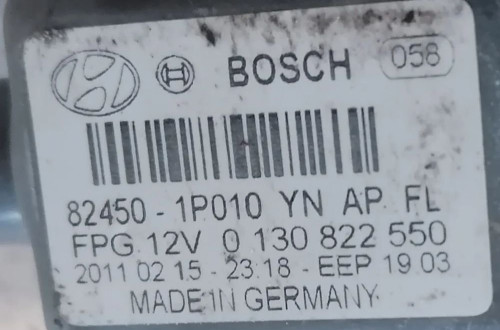 BOSCH 058
82450-1P010 YN AP FL
FPG 12V 0 130 822 550
2011 02 15 - 23.18 - EEP 19 03
MADE IN GERMANY